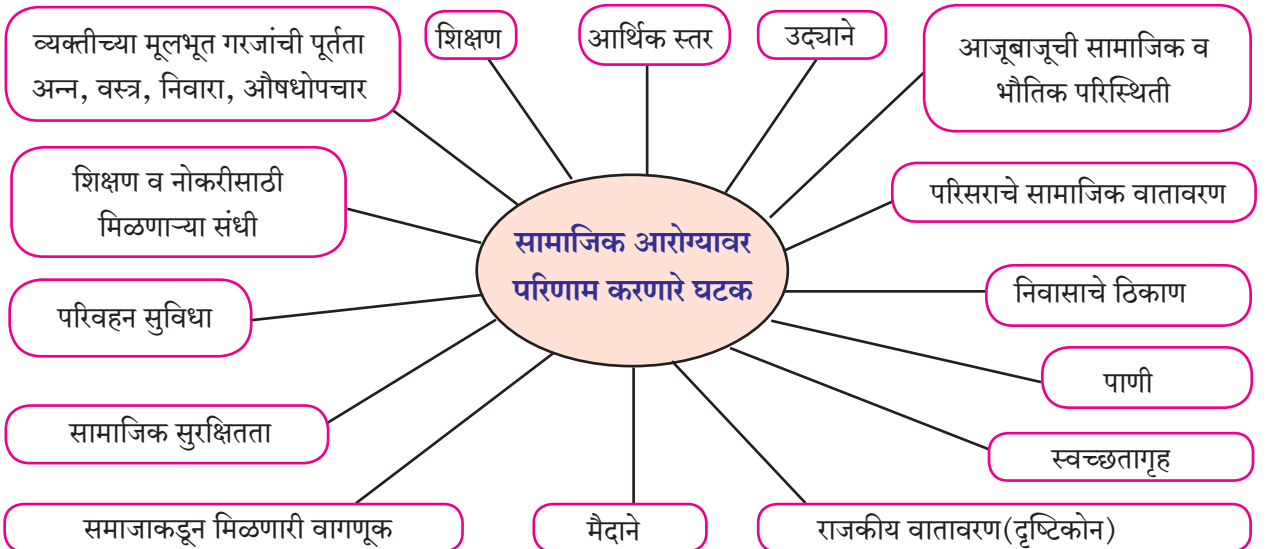 व्यक्तीच्या मूलभूत गरजांची पूर्तता
अन्न, वस्त्र, निवारा, औषधोपचार
शिक्षण
आर्थिक स्तर
उद्याने
आजूबाजूची सामाजिक व
भौतिक परिस्थिती
शिक्षण व नोकरीसाठी
मिळणाऱ्या संधी
परिसराचे सामाजिक वातावरण
सामाजिक आरोग्यावर
परिणाम करणारे घटक
परिवहन सुविधा
निवासाचे ठिकाण
पाणी
सामाजिक सुरक्षितता
स्वच्छतागृह
समाजाकडून मिळणारी वागणूक
मैदाने
राजकीय वातावरण(दृष्टिकोन)